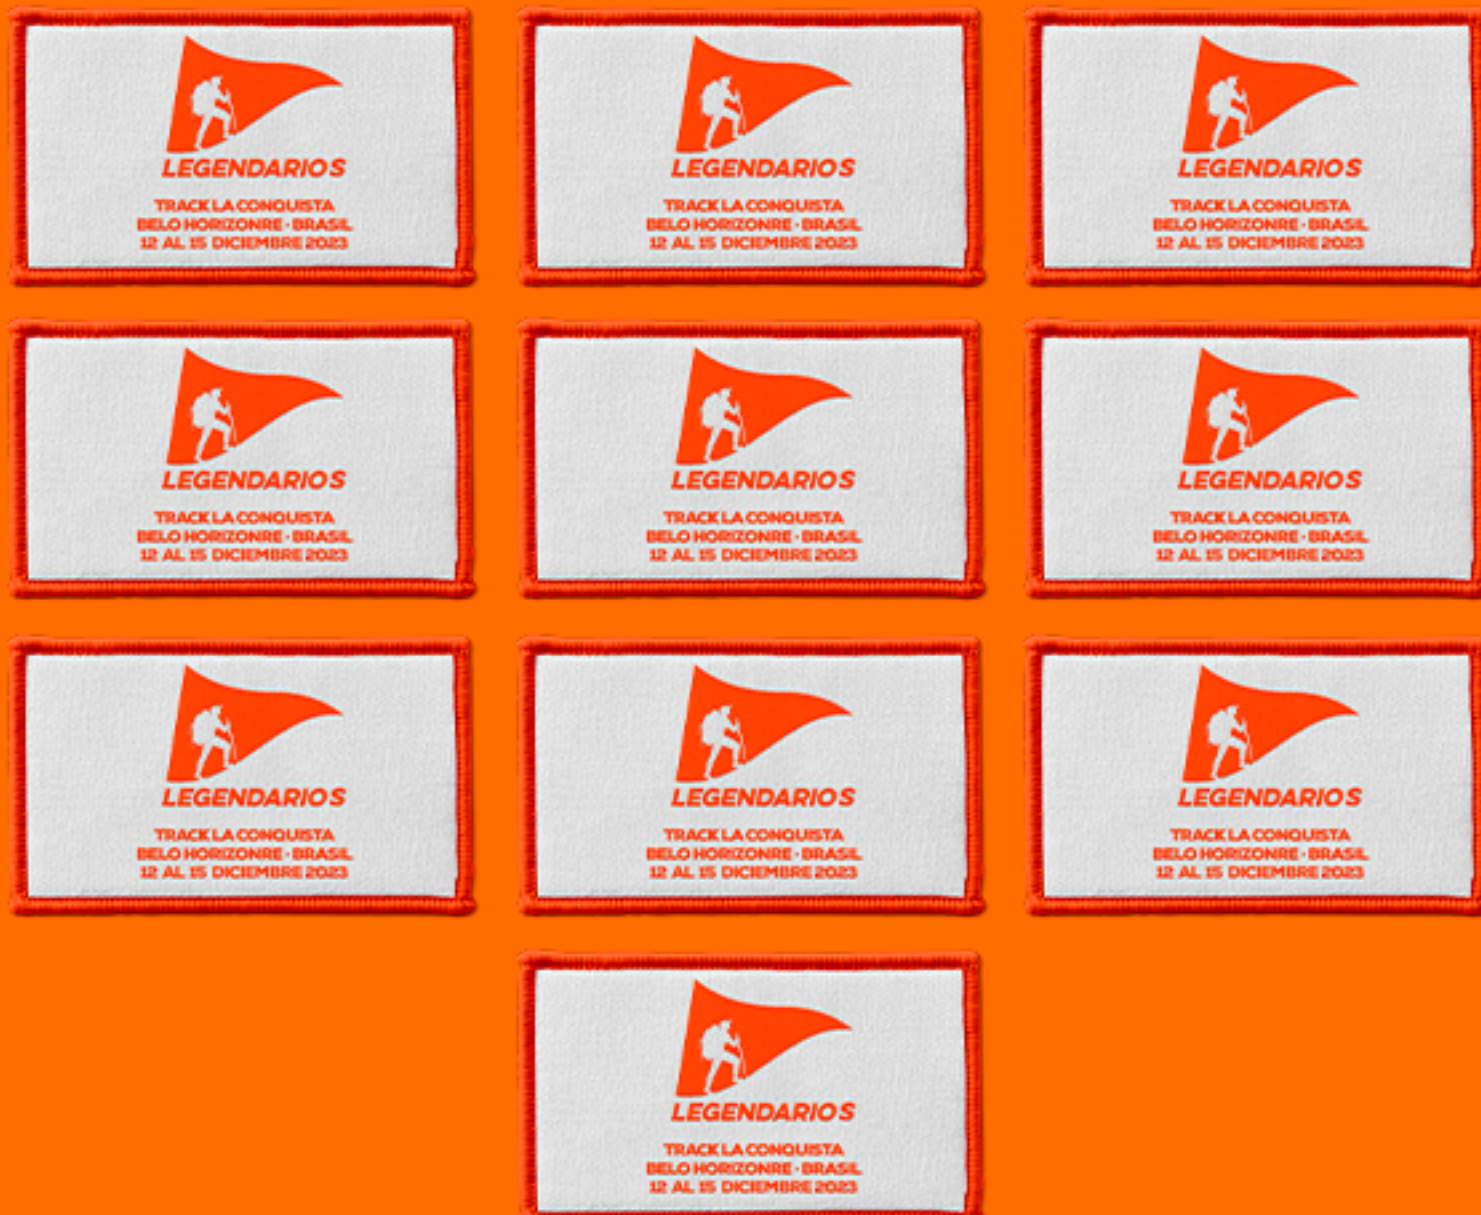 LEGENDARIOS
TRACK LA CONQUISTA
BELO HORIZONRE · BRASIL
12 AL 15 DICIEMBRE 2023
LEGENDARIOS
TRACK LA CONQUISTA
BELO HORIZONRE · BRASIL
12 AL 15 DICIEMBRE 2023
LEGENDARIOS
TRACK LA CONQUISTA
BELO HORIZONRE · BRASIL
12 AL 15 DICIEMBRE 2023
LEGENDARIOS
TRACK LA CONQUISTA
BELO HORIZONRE · BRASIL
12 AL 15 DICIEMBRE 2023
LEGENDARIOS
TRACK LA CONQUISTA
BELO HORIZONRE · BRASIL
12 AL 15 DICIEMBRE 2023
LEGENDARIOS
TRACK LA CONQUISTA
BELO HORIZONRE · BRASIL
12 AL 15 DICIEMBRE 2023
LEGENDARIOS
TRACK LA CONQUISTA
BELO HORIZONRE · BRASIL
12 AL 15 DICIEMBRE 2023
LEGENDARIOS
TRACK LA CONQUISTA
BELO HORIZONRE · BRASIL
12 AL 15 DICIEMBRE 2023
LEGENDARIOS
TRACK LA CONQUISTA
BELO HORIZONRE · BRASIL
12 AL 15 DICIEMBRE 2023
LEGENDARIOS
TRACK LA CONQUISTA
BELO HORIZONRE · BRASIL
12 AL 15 DICIEMBRE 2023